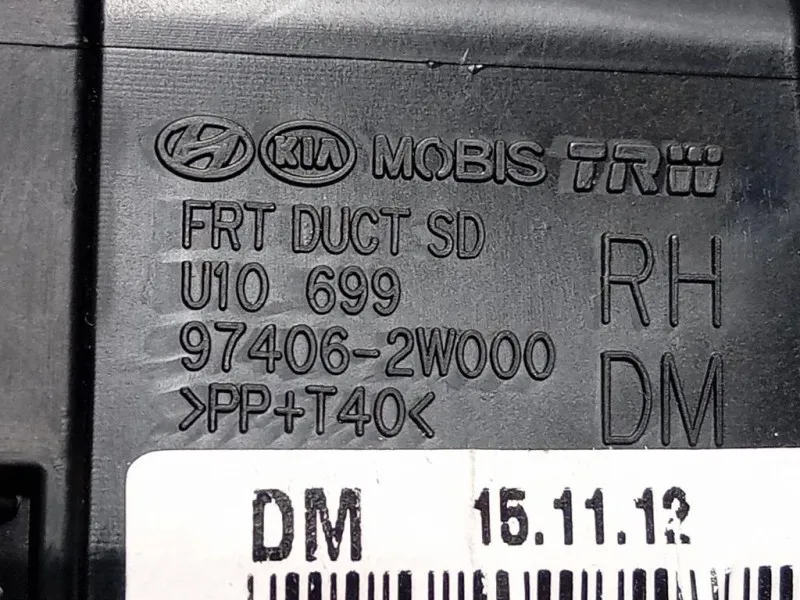 H KIA MOBIS TRW
FRT DUCT SD
U10 699
97406-2W000
>PP+T40<
RH
DM
DM 15.11.12